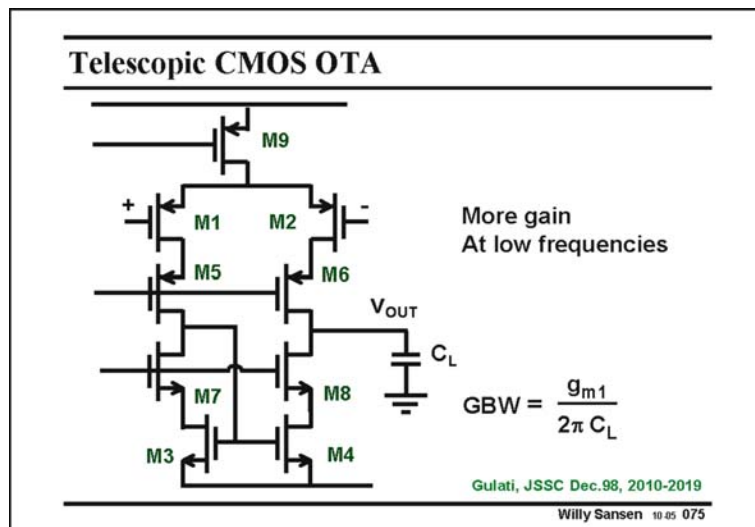 Telescopic CMOS OTA
M9
+
M1
M2
-
More gain
At low frequencies
M5
M6
VOUT
CL
M7
M8
GBW = gm1 / 2π CL
M3
M4
Gulati, JSSC Dec.98, 2010-2019
Willy Sansen 10-05 075